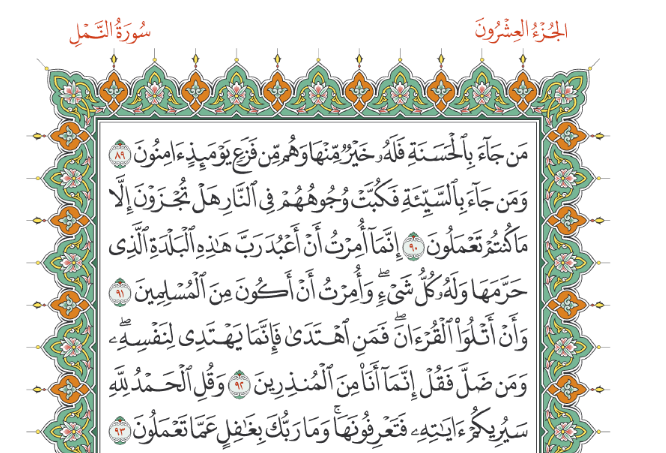 الجُزْءُ العِشْرُونَ
سُورَةُ النَّمْلِ
مَن جَآءَ بِٱلْحَسَنَةِ فَلَهُۥ خَيْرٌ مِّنْهَا وَهُم مِّن فَزَعٍ يَوْمَئِذٍ ءَامِنُونَ ٨٩
وَمَن جَآءَ بِٱلسَّيِّئَةِ فَكُبَّتْ وُجُوهُهُمْ فِى ٱلنَّارِ هَلْ تُجْزَوْنَ إِلَّا
مَا كُنتُمْ تَعْمَلُونَ ٩٠ إِنَّمَآ أُمِرْتُ أَنْ أَعْبُدَ رَبَّ هَٰذِهِ ٱلْبَلْدَةِ ٱلَّذِى
حَرَّمَهَا وَلَهُۥ كُلُّ شَىْءٍۖ وَأُمِرْتُ أَنْ أَكُونَ مِنَ ٱلْمُسْلِمِينَ ٩١
وَأَنْ أَتْلُوَا۟ ٱلْقُرْءَانَۖ فَمَنِ ٱهْتَدَىٰ فَإِنَّمَا يَهْتَدِى لِنَفْسِهِۦۖ
وَمَن ضَلَّ فَقُلْ إِنَّمَآ أَنَا۠ مِنَ ٱلْمُنذِرِينَ ٩٢ وَقُلِ ٱلْحَمْدُ لِلَّهِ
سَيُرِيكُمْ ءَايَٰتِهِۦ فَتَعْرِفُونَهَاۚ وَمَا رَبُّكَ بِغَٰفِلٍ عَمَّا تَعْمَلُونَ ٩٣